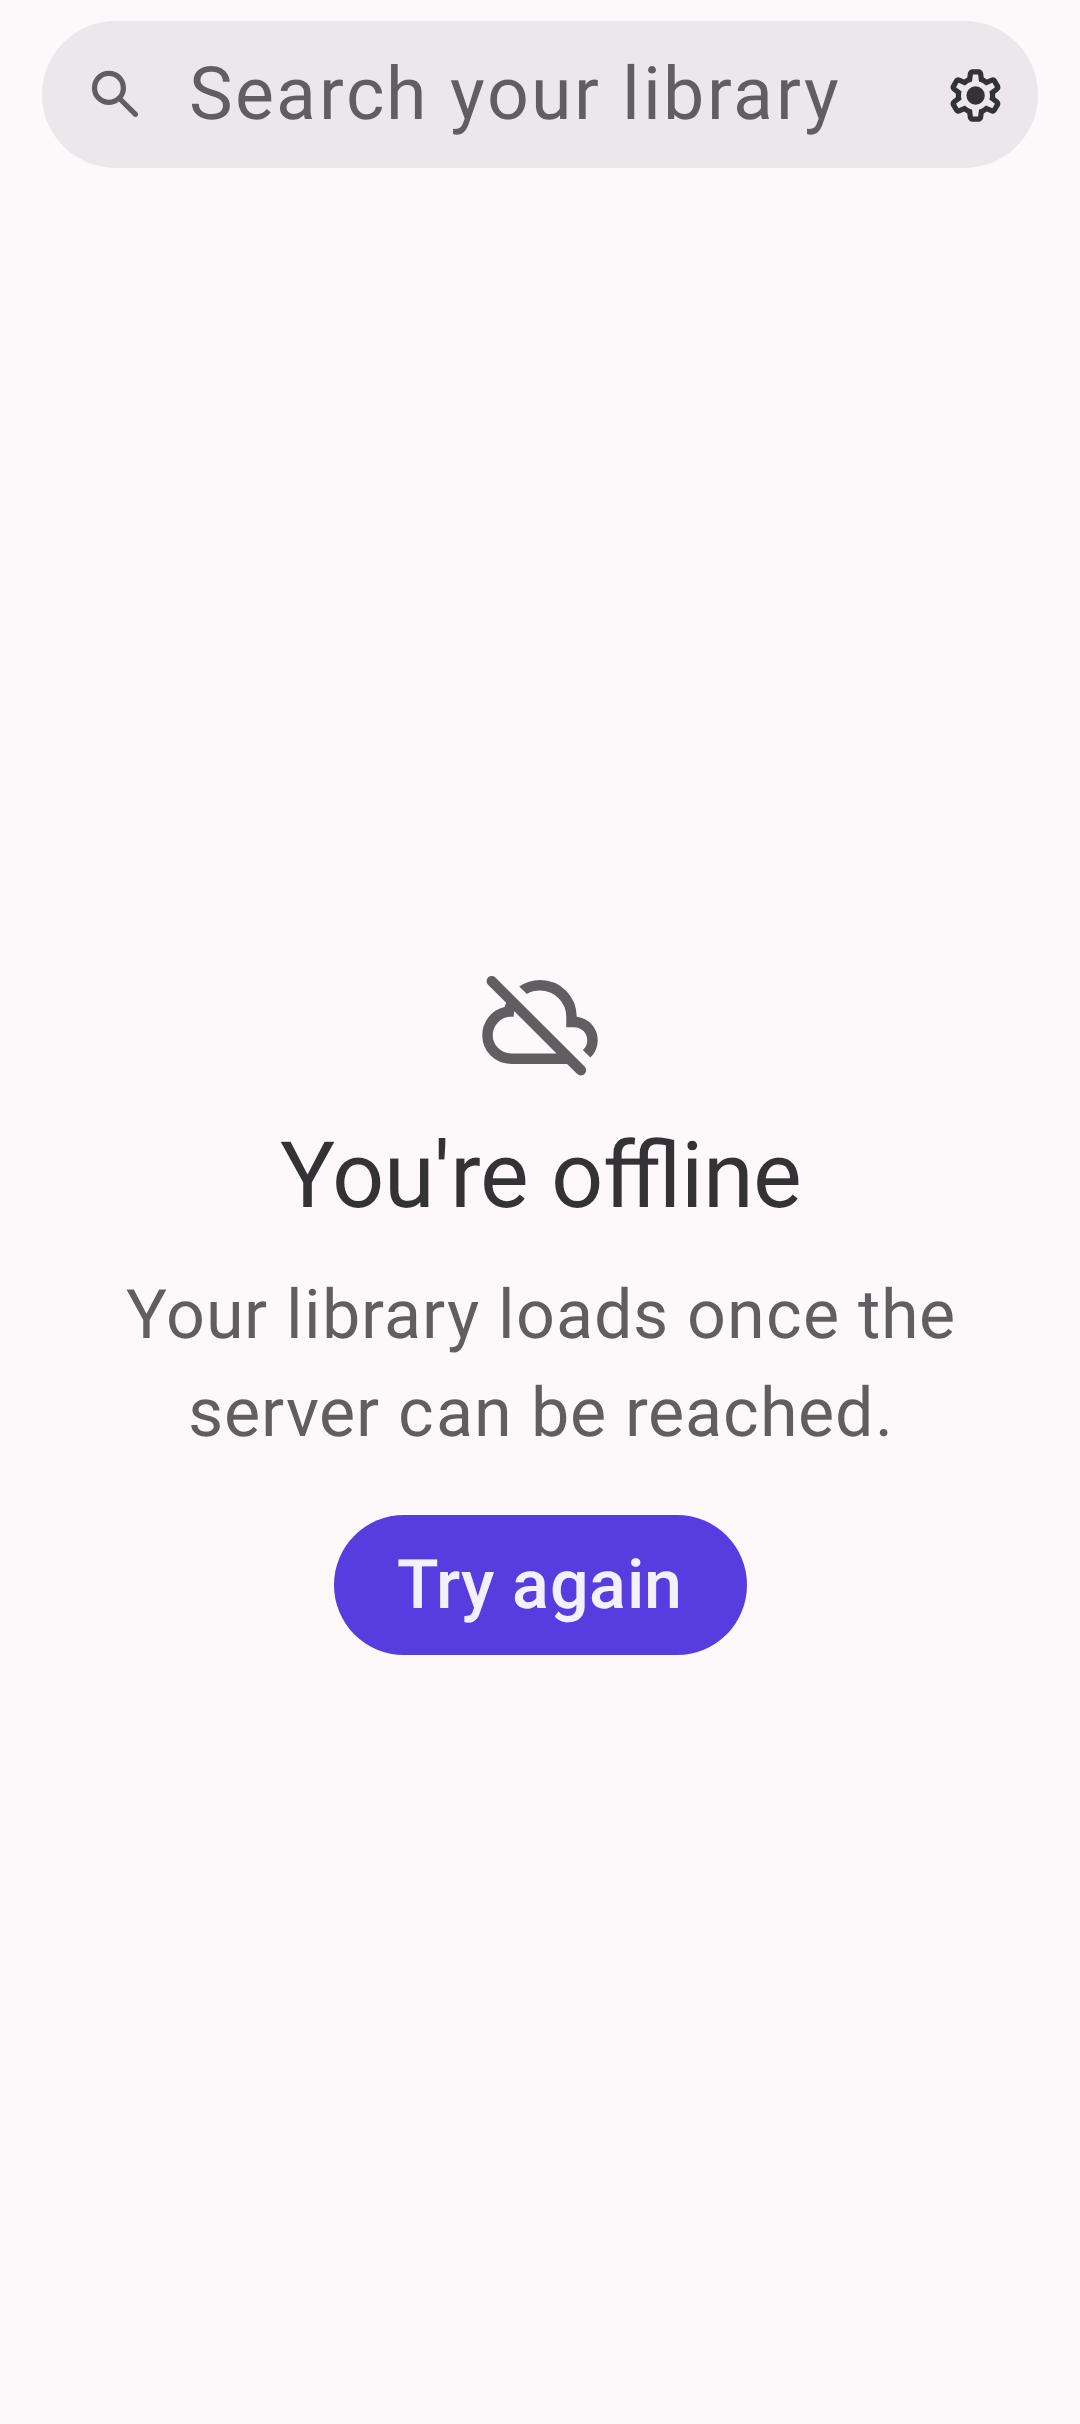 Search your library
You're offline
Your library loads once the
server can be reached.
Try again